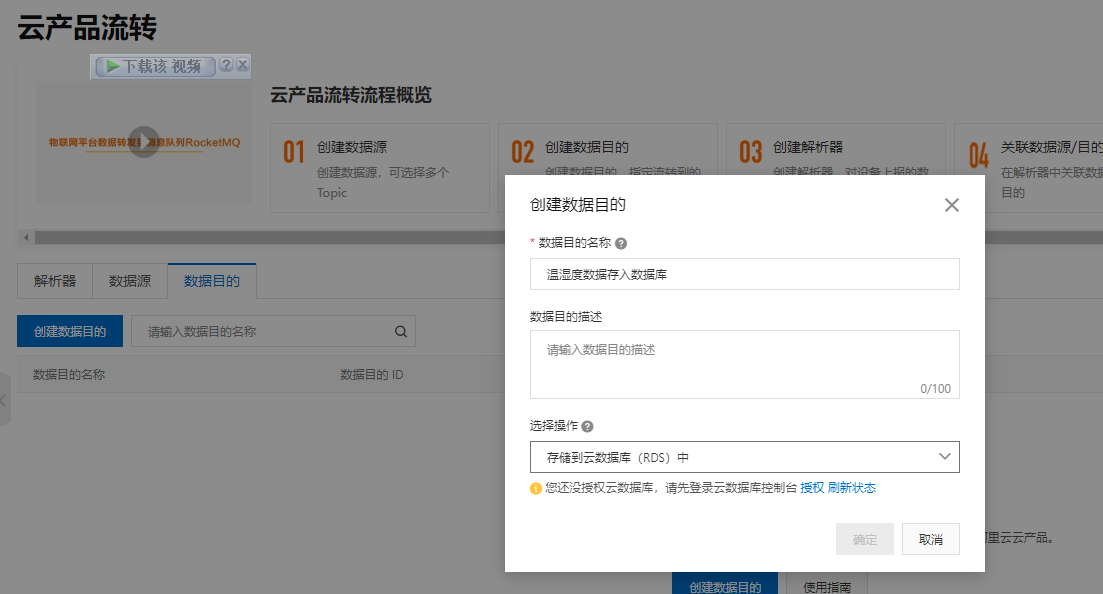 云产品流转
下载该 视频
云产品流转流程概览
物联网平台数据转发 消息队列RocketMQ
01 创建数据源
创建数据源，可选择多个
Topic
02 创建数据目的
创建数据目的，指定流转到的
03 创建解析器
创建解析器，对设备上报的数
04 关联数据源/目的
在解析器中关联数据
目的
解析器 数据源 数据目的
创建数据目的 请输入数据目的名称
数据目的名称 数据目的 ID
创建数据目的
* 数据目的名称
温湿度数据存入数据库
数据目的描述
请输入数据目的描述
0/100
选择操作
存储到云数据库（RDS）中
您还没授权云数据库，请先登录云数据库控制台 授权 刷新状态
确定 取消
里云云产品。
创建数据目的 使用指南